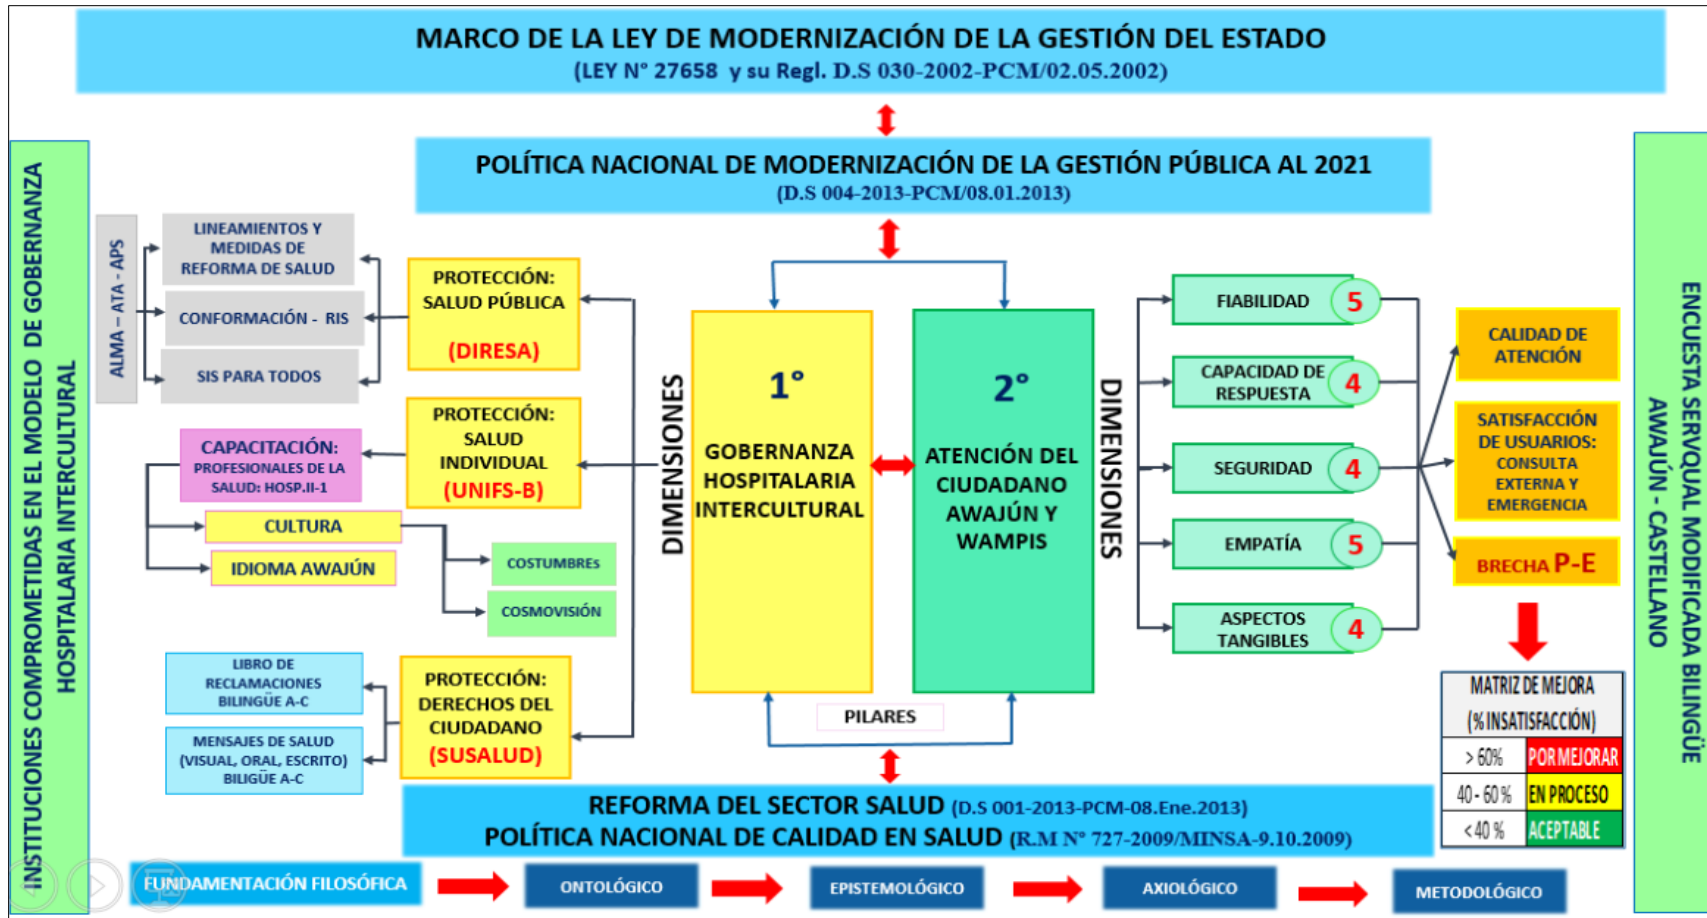 MARCO DE LA LEY DE MODERNIZACIÓN DE LA GESTIÓN DEL ESTADO
(LEY N° 27658 y su Regl. D.S 030-2002-PCM/02.05.2002)
POLÍTICA NACIONAL DE MODERNIZACIÓN DE LA GESTIÓN PÚBLICA AL 2021
(D.S 004-2013-PCM/08.01.2013)
INSTITUCIONES COMPROMETIDAS EN EL MODELO DE GOBERNANZA
HOSPITALARIA INTERCULTURAL
ALMA – ATA - APS
LINEAMIENTOS Y
MEDIDAS DE
REFORMA DE SALUD
CONFORMACIÓN - RIS
SIS PARA TODOS
PROTECCIÓN:
SALUD PÚBLICA
(DIRESA)
CAPACITACIÓN:
PROFESIONALES DE LA
SALUD: HOSP.II-1
CULTURA
IDIOMA AWAJÚN
COSTUMBREs
COSMOVISIÓN
PROTECCIÓN:
SALUD
INDIVIDUAL
(UNIFS-B)
LIBRO DE
RECLAMACIONES
BILINGÜE A-C
MENSAJES DE SALUD
(VISUAL, ORAL, ESCRITO)
BILIGÜE A-C
PROTECCIÓN:
DERECHOS DEL
CIUDADANO
(SUSALUD)
DIMENSIONES
1°
GOBERNANZA
HOSPITALARIA
INTERCULTURAL
2°
ATENCIÓN DEL
CIUDADANO
AWAJÚN Y
WAMPIS
PILARES
DIMENSIONES
FIABILIDAD 5
CAPACIDAD DE
RESPUESTA 4
SEGURIDAD 4
EMPATÍA 5
ASPECTOS
TANGIBLES 4
CALIDAD DE
ATENCIÓN
SATISFACCIÓN
DE USUARIOS:
CONSULTA
EXTERNA Y
EMERGENCIA
BRECHA P-E
MATRIZ DE MEJORA
(% INSATISFACCIÓN)
> 60% POR MEJORAR
40 - 60 % EN PROCESO
< 40 % ACEPTABLE
ENCUESTA SERVQUAL MODIFICADA BILINGÜE
AWAJÚN - CASTELLANO
REFORMA DEL SECTOR SALUD (D.S 001-2013-PCM-08.Ene.2013)
POLÍTICA NACIONAL DE CALIDAD EN SALUD (R.M N° 727-2009/MINSA-9.10.2009)
FUNDAMENTACIÓN FILOSÓFICA
ONTOLÓGICO
EPISTEMOLÓGICO
AXIOLÓGICO
METODOLÓGICO